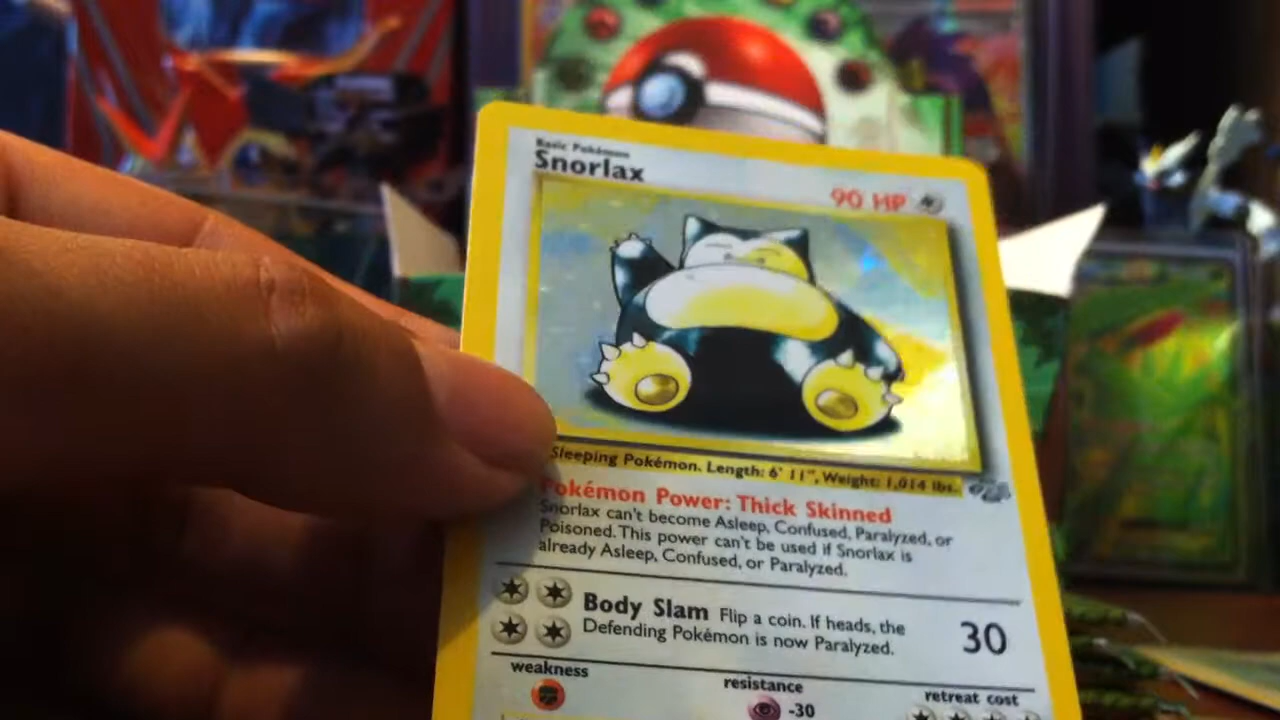 Basic Pokémon
Snorlax
90 HP
Sleeping Pokémon. Length: 6' 11", Weight: 1,014 lbs.
Pokémon Power: Thick Skinned
Snorlax can't become Asleep, Confused, Paralyzed, or
Poisoned. This power can't be used if Snorlax is
already Asleep, Confused, or Paralyzed.
Body Slam Flip a coin. If heads, the
Defending Pokémon is now Paralyzed.
30
weakness
resistance
-30
retreat cost